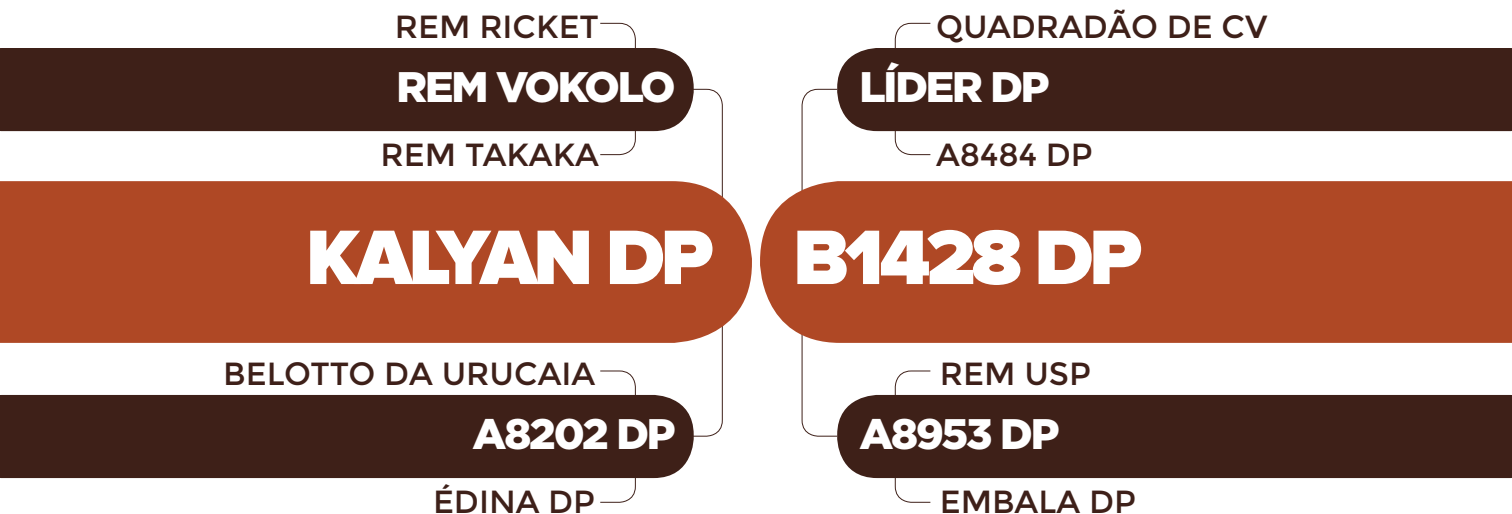 REM RICKET
REM VOKOLO
REM TAKAKA
QUADRADÃO DE CV
LÍDER DP
A8484 DP
KALYAN DP
B1428 DP
BELOTTO DA URUCAIA
A8202 DP
ÉDINA DP
REM USP
A8953 DP
EMBALA DP